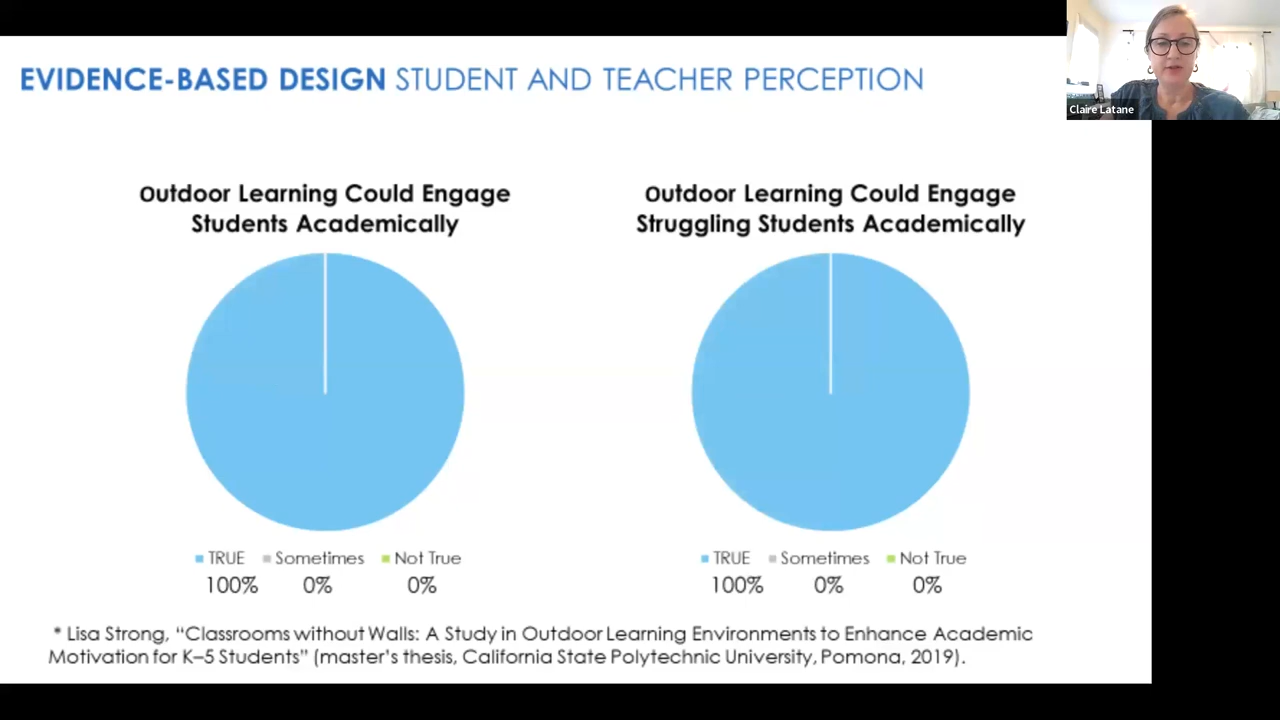 EVIDENCE-BASED DESIGN STUDENT AND TEACHER PERCEPTION
Claire Latane
Outdoor Learning Could Engage
Students Academically
TRUE Sometimes Not True
100% 0% 0%
Outdoor Learning Could Engage
Struggling Students Academically
TRUE Sometimes Not True
100% 0% 0%
* Lisa Strong, “Classrooms without Walls: A Study in Outdoor Learning Environments to Enhance Academic
Motivation for K–5 Students” (master’s thesis, California State Polytechnic University, Pomona, 2019).